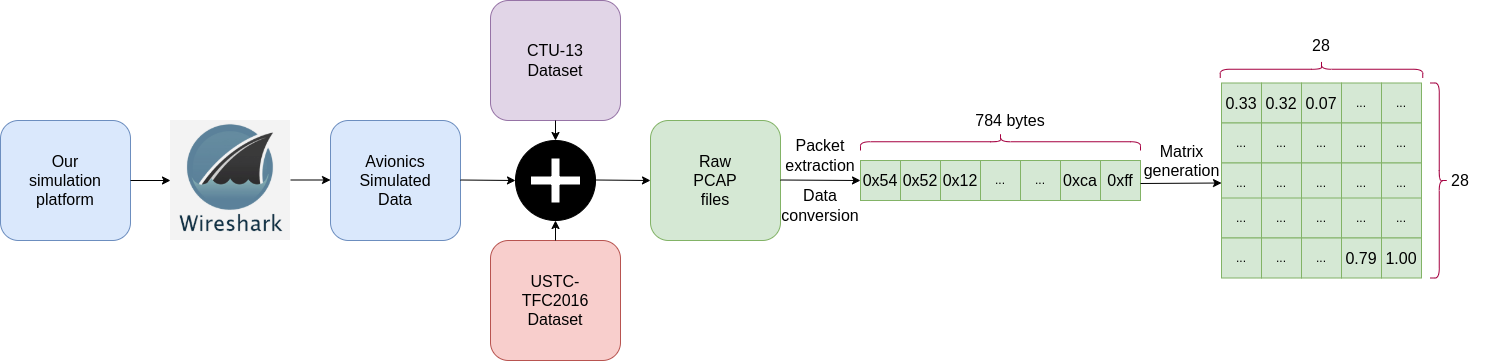 Our
simulation
platform
Wireshark
Avionics
Simulated
Data
CTU-13
Dataset
USTC-
TFC2016
Dataset
Raw
PCAP
files
Packet
extraction
Data
conversion
784 bytes
0x54 0x52 0x12 ... ... 0xca 0xff
Matrix
generation
28
0.33 0.32 0.07 ... ...
... ... ... ... ...
... ... ... ... ...
... ... ... ... ...
... ... ... 0.79 1.00
28